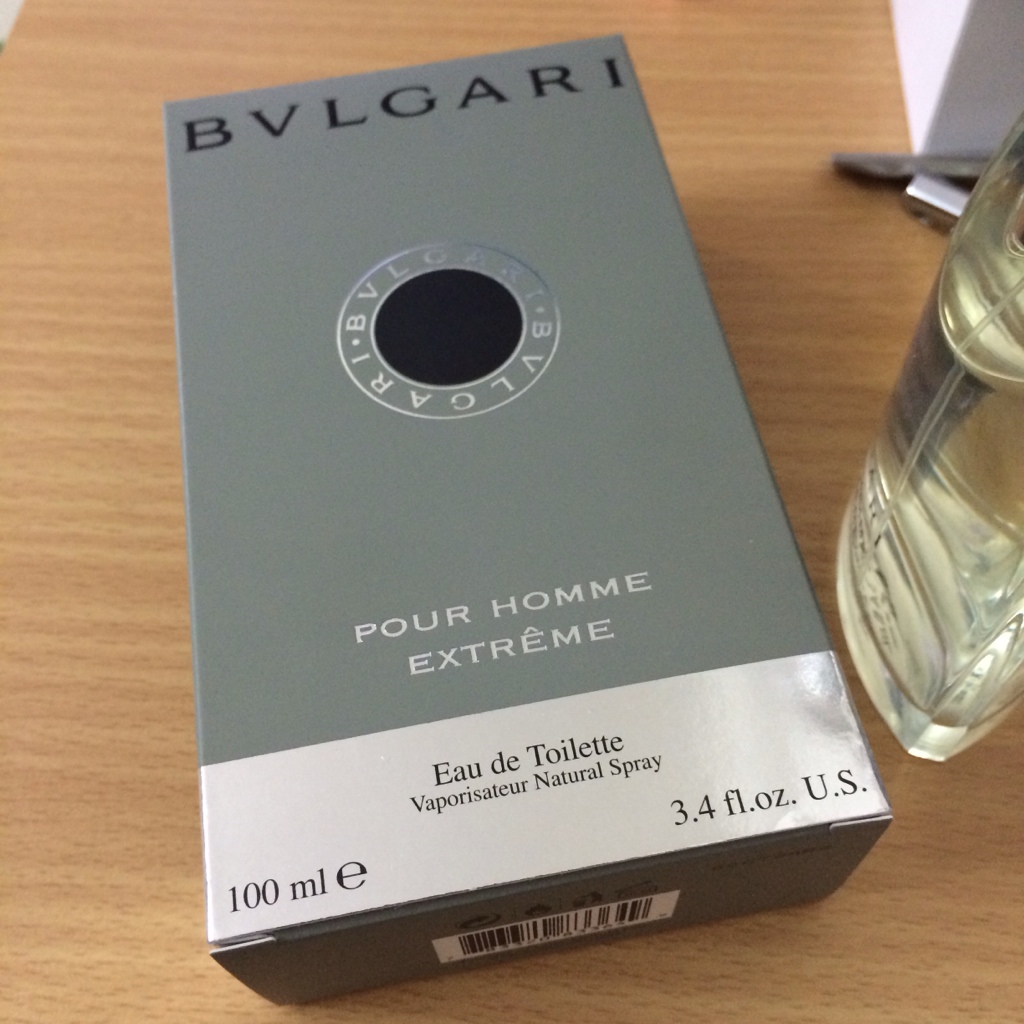 BVLGARI
BVLGARI · BVLGARI ·
POUR HOMME
EXTRÊME
Eau de Toilette
Vaporisateur Natural Spray
3.4 fl.oz. U.S.
100 ml ℮